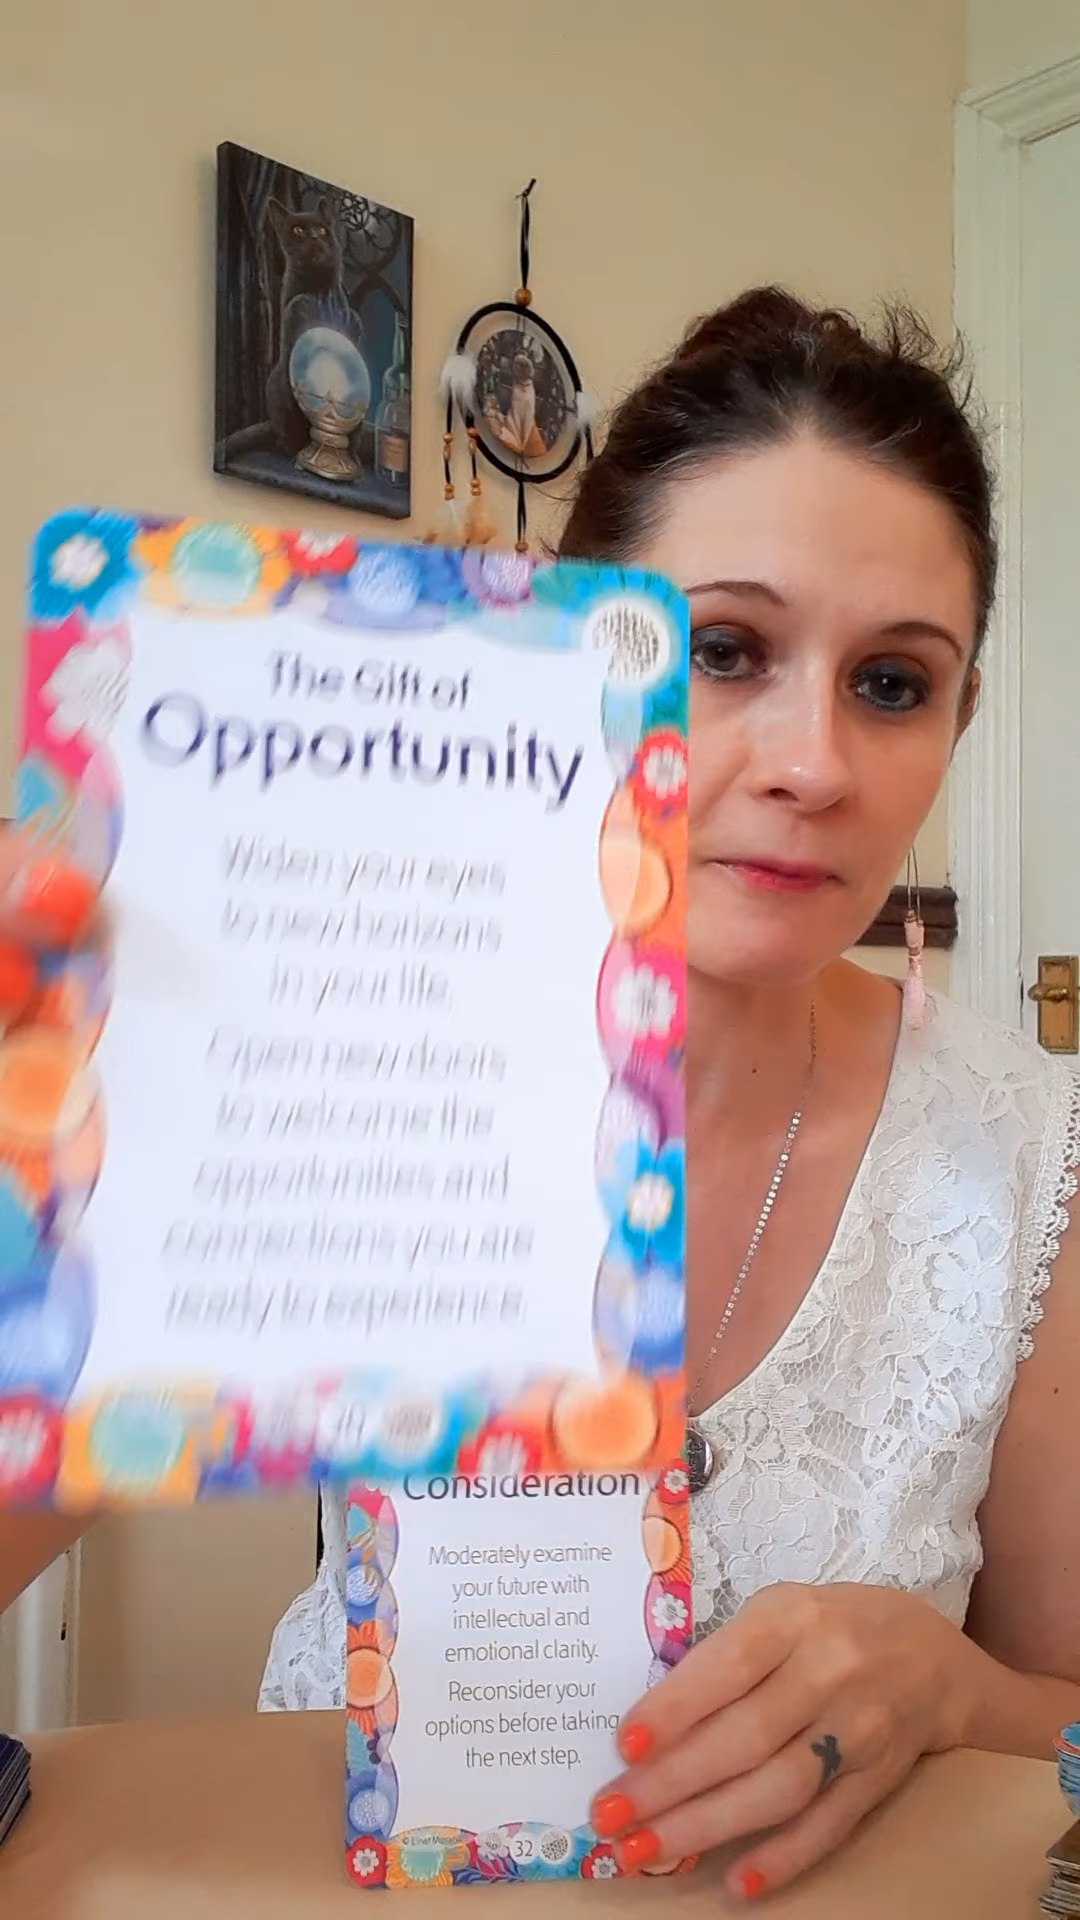 The Gift of
Opportunity
Widen your eyes
to new horizons
in your life.
Open new doors
to welcome the
opportunities and
connections you are
ready to experience.
Consideration
Moderately examine
your future with
intellectual and
emotional clarity.
Reconsider your
options before taking
the next step.
32